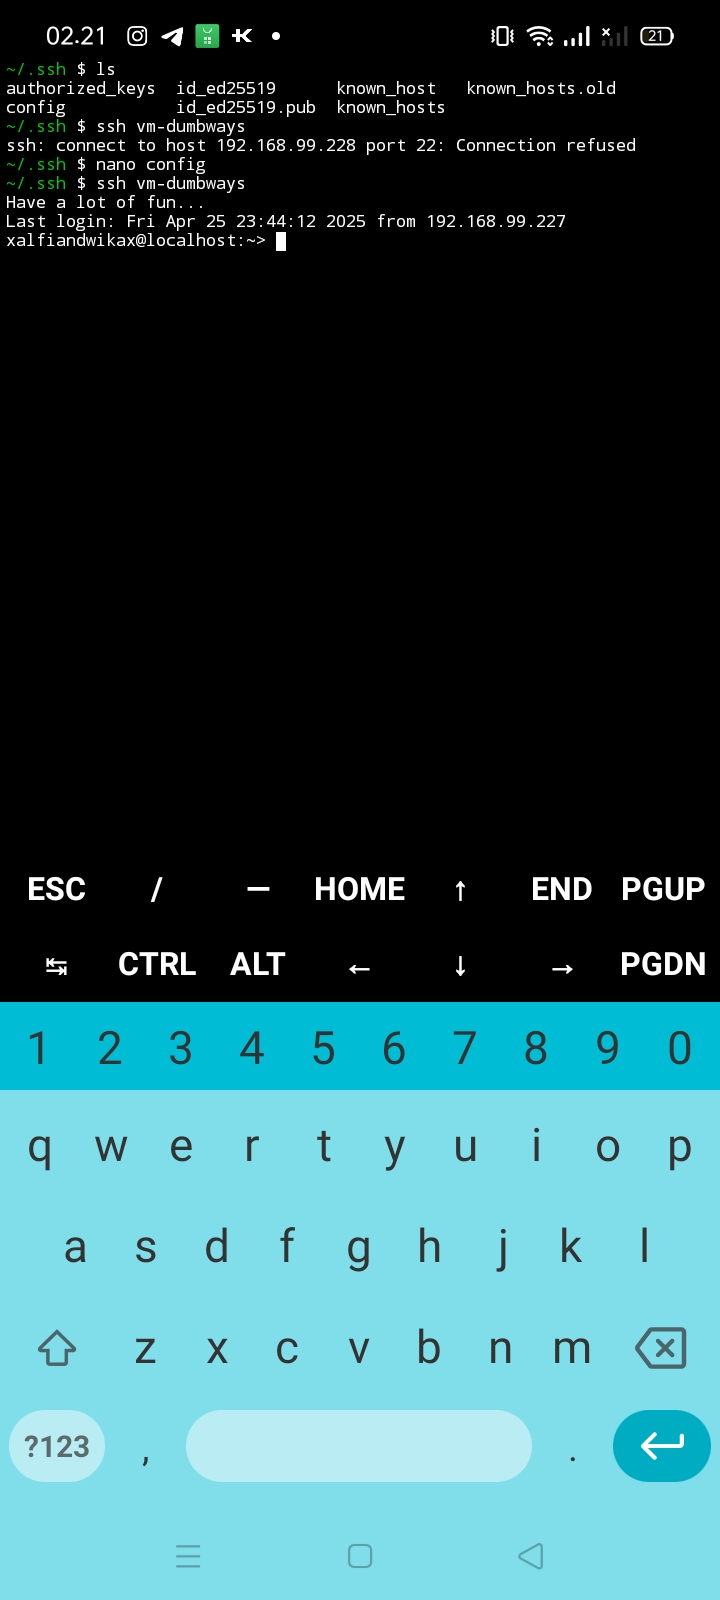 02.21 21
~/.ssh $ ls
authorized_keys id_ed25519 known_host known_hosts.old
config id_ed25519.pub known_hosts
~/.ssh $ ssh vm-dumbways
ssh: connect to host 192.168.99.228 port 22: Connection refused
~/.ssh $ nano config
~/.ssh $ ssh vm-dumbways
Have a lot of fun...
Last login: Fri Apr 25 23:44:12 2025 from 192.168.99.227
xalfiandwikax@localhost:~>
ESC / — HOME ↑ END PGUP
↹ CTRL ALT ← ↓ → PGDN
1 2 3 4 5 6 7 8 9 0
q w e r t y u i o p
a s d f g h j k l
z x c v b n m
?123 , .